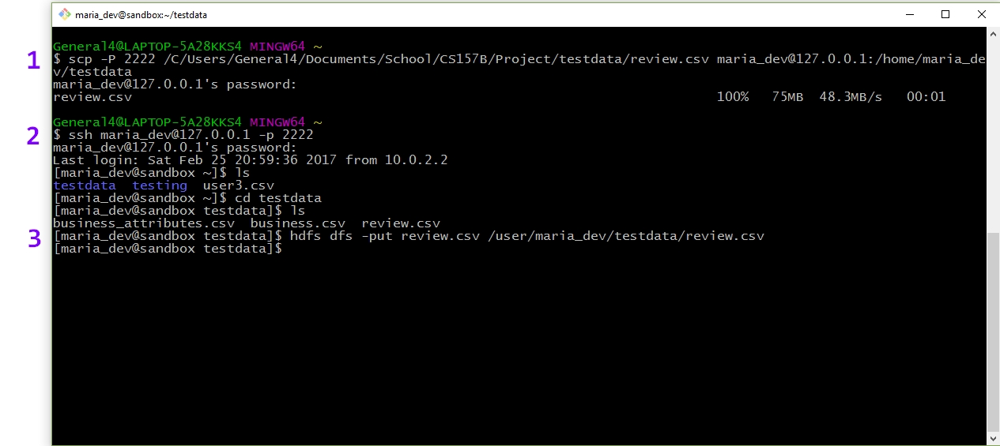 maria_dev@sandbox:~/testdata
General4@LAPTOP-5A28KKS4 MINGW64 ~
1
$ scp -P 2222 /C/Users/General4/Documents/School/CS157B/Project/testdata/review.csv maria_dev@127.0.0.1:/home/maria_de
v/testdata
maria_dev@127.0.0.1's password:
review.csv 100% 75MB 48.3MB/s 00:01
General4@LAPTOP-5A28KKS4 MINGW64 ~
2
$ ssh maria_dev@127.0.0.1 -p 2222
maria_dev@127.0.0.1's password:
Last login: Sat Feb 25 20:59:36 2017 from 10.0.2.2
[maria_dev@sandbox ~]$ ls
testdata testing user3.csv
[maria_dev@sandbox ~]$ cd testdata
[maria_dev@sandbox testdata]$ ls
business_attributes.csv business.csv review.csv
3
[maria_dev@sandbox testdata]$ hdfs dfs -put review.csv /user/maria_dev/testdata/review.csv
[maria_dev@sandbox testdata]$